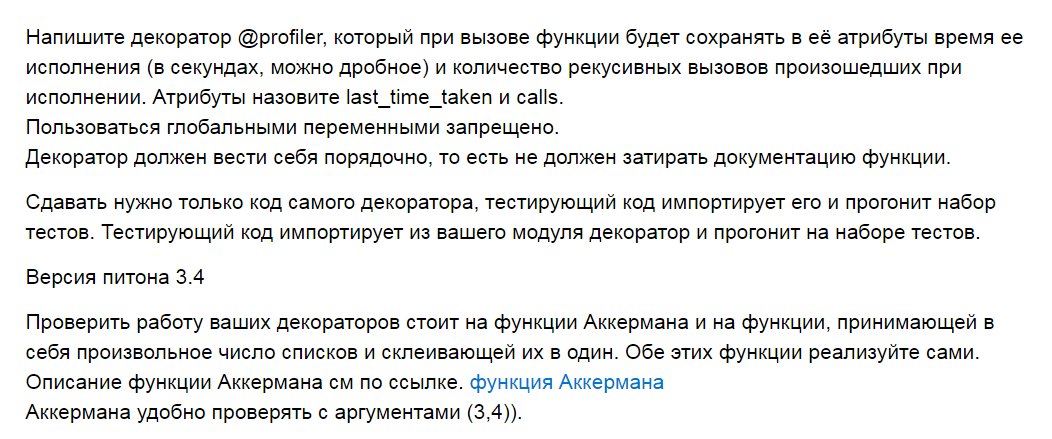 Напишите декоратор @profiler, который при вызове функции будет сохранять в её атрибуты время ее
исполнения (в секундах, можно дробное) и количество рекусивных вызовов произошедших при
исполнении. Атрибуты назовите last_time_taken и calls.
Пользоваться глобальными переменными запрещено.
Декоратор должен вести себя порядочно, то есть не должен затирать документацию функции.
Сдавать нужно только код самого декоратора, тестирующий код импортирует его и прогонит набор
тестов. Тестирующий код импортирует из вашего модуля декоратор и прогонит на наборе тестов.
Версия питона 3.4
Проверить работу ваших декораторов стоит на функции Аккермана и на функции, принимающей в
себя произвольное число списков и склеивающей их в один. Обе этих функции реализуйте сами.
Описание функции Аккермана см по ссылке. функция Аккермана
Аккермана удобно проверять с аргументами (3,4)).